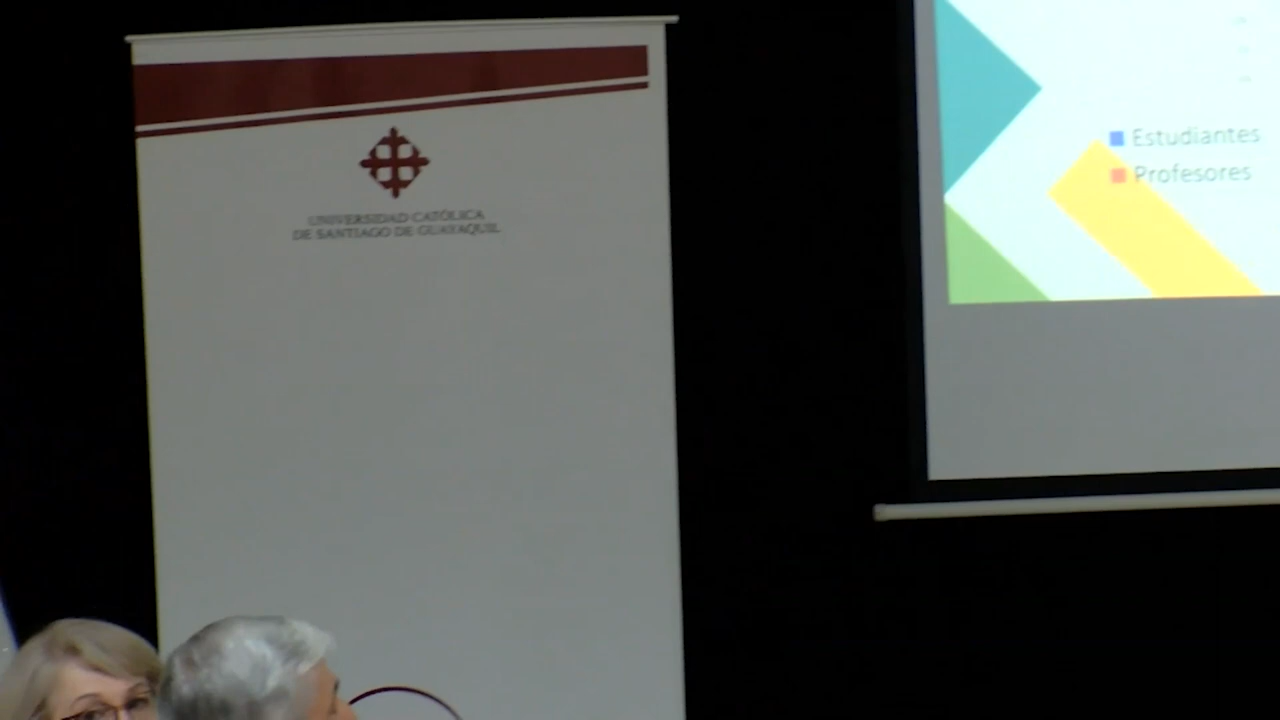 UNIVERSIDAD CATÓLICA
DE SANTIAGO DE GUAYAQUIL
Estudiantes
Profesores